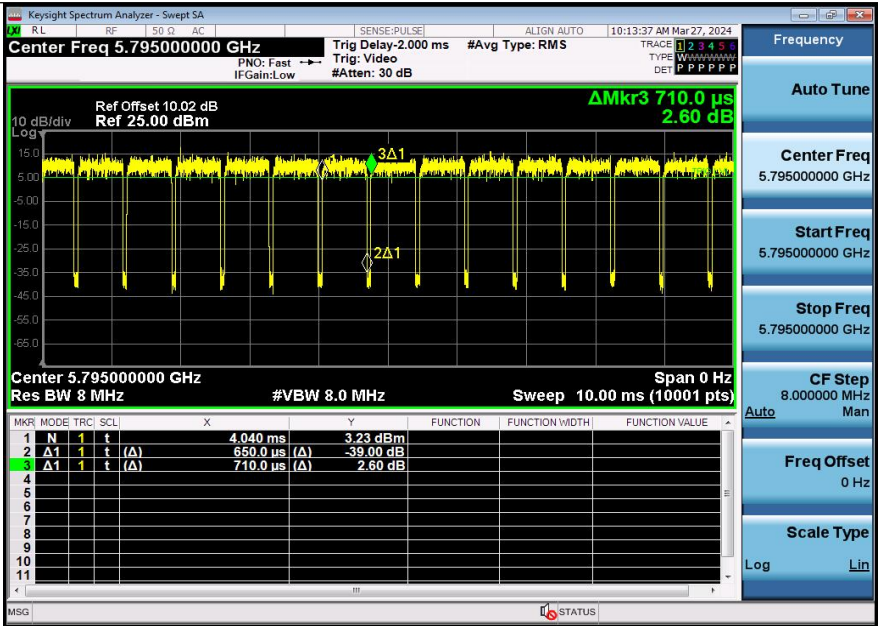 Keysight Spectrum Analyzer - Swept SA
LXI RL RF 50 Ω AC SENSE:PULSE ALIGN AUTO 10:13:37 AM Mar 27, 2024
Center Freq 5.795000000 GHz
PNO: Fast
IFGain:Low
Trig Delay-2.000 ms
Trig: Video
#Atten: 30 dB
#Avg Type: RMS
TRACE 1 2 3 4 5 6
TYPE WWWWWW
DET P P P P P P
ΔMkr3 710.0 µs
2.60 dB
Ref Offset 10.02 dB
10 dB/div Ref 25.00 dBm
Log
15.0
5.00
-5.00
-15.0
-25.0
-35.0
-45.0
-55.0
-65.0
3Δ1
2Δ1
Center 5.795000000 GHz Span 0 Hz
Res BW 8 MHz #VBW 8.0 MHz Sweep 10.00 ms (10001 pts)
MKR MODE TRC SCL X Y FUNCTION FUNCTION WIDTH FUNCTION VALUE
1 N 1 t 4.040 ms 3.23 dBm
2 Δ1 1 t (Δ) 650.0 µs (Δ) -39.00 dB
3 Δ1 1 t (Δ) 710.0 µs (Δ) 2.60 dB
4
5
6
7
8
9
10
11
MSG STATUS
Frequency
Auto Tune
Center Freq
5.795000000 GHz
Start Freq
5.795000000 GHz
Stop Freq
5.795000000 GHz
CF Step
8.000000 MHz
Auto Man
Freq Offset
0 Hz
Scale Type
Log Lin